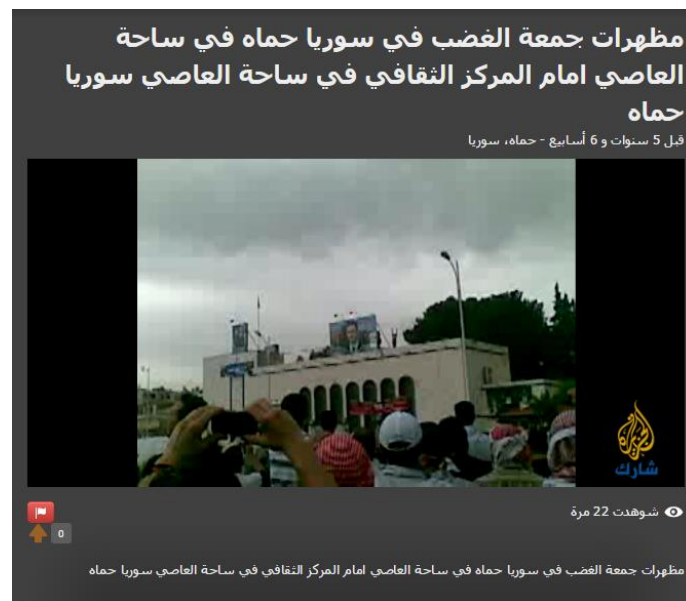 مظهرات جمعة الغضب في سوريا حماه في ساحة
العاصي امام المركز الثقافي في ساحة العاصي سوريا
حماه
قبل 5 سنوات و 6 أسابيع - حماه، سوريا
الجزيرة
شارك
شوهدت 22 مرة
0
مظهرات جمعة الغضب في سوريا حماه في ساحة العاصي امام المركز الثقافي في ساحة العاصي سوريا حماه